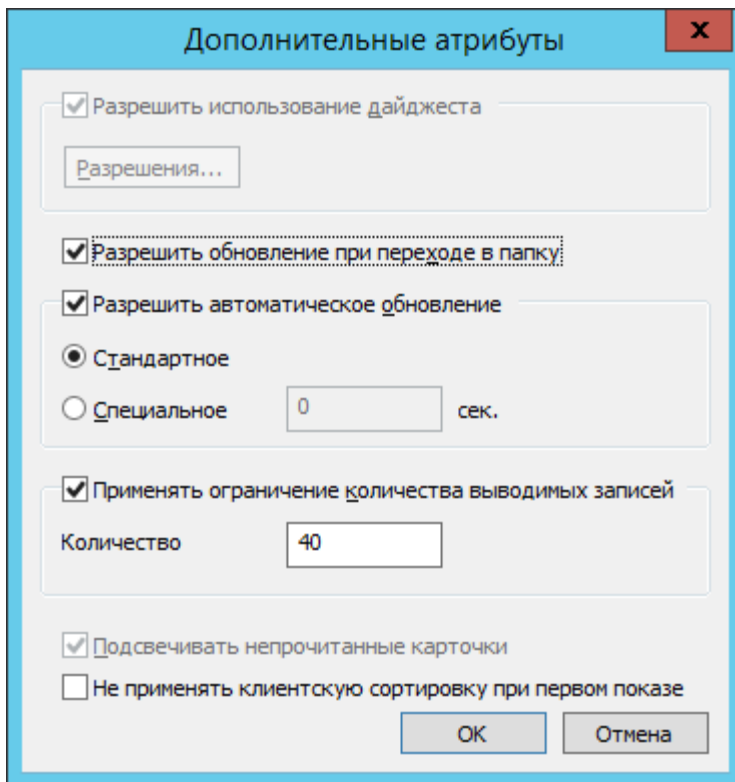 Дополнительные атрибуты
x
Разрешить использование дайджеста
Разрешения...
Разрешить обновление при переходе в папку
Разрешить автоматическое обновление
Стандартное
Специальное 0 сек.
Применять ограничение количества выводимых записей
Количество 40
Подсвечивать непрочитанные карточки
Не применять клиентскую сортировку при первом показе
OK Отмена